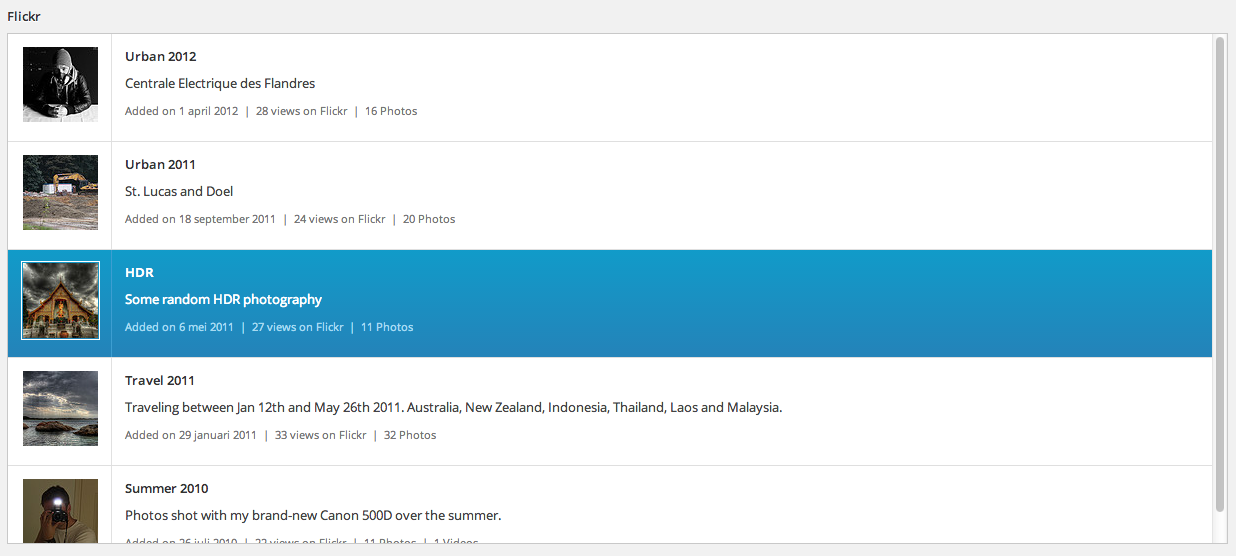 Flickr
Urban 2012
Centrale Electrique des Flandres
Added on 1 april 2012 | 28 views on Flickr | 16 Photos
Urban 2011
St. Lucas and Doel
Added on 18 september 2011 | 24 views on Flickr | 20 Photos
HDR
Some random HDR photography
Added on 6 mei 2011 | 27 views on Flickr | 11 Photos
Travel 2011
Traveling between Jan 12th and May 26th 2011. Australia, New Zealand, Indonesia, Thailand, Laos and Malaysia.
Added on 29 januari 2011 | 33 views on Flickr | 32 Photos
Summer 2010
Photos shot with my brand-new Canon 500D over the summer.
Added on 26 juli 2010 | views on Flickr | 11 Photos | 1 Videos